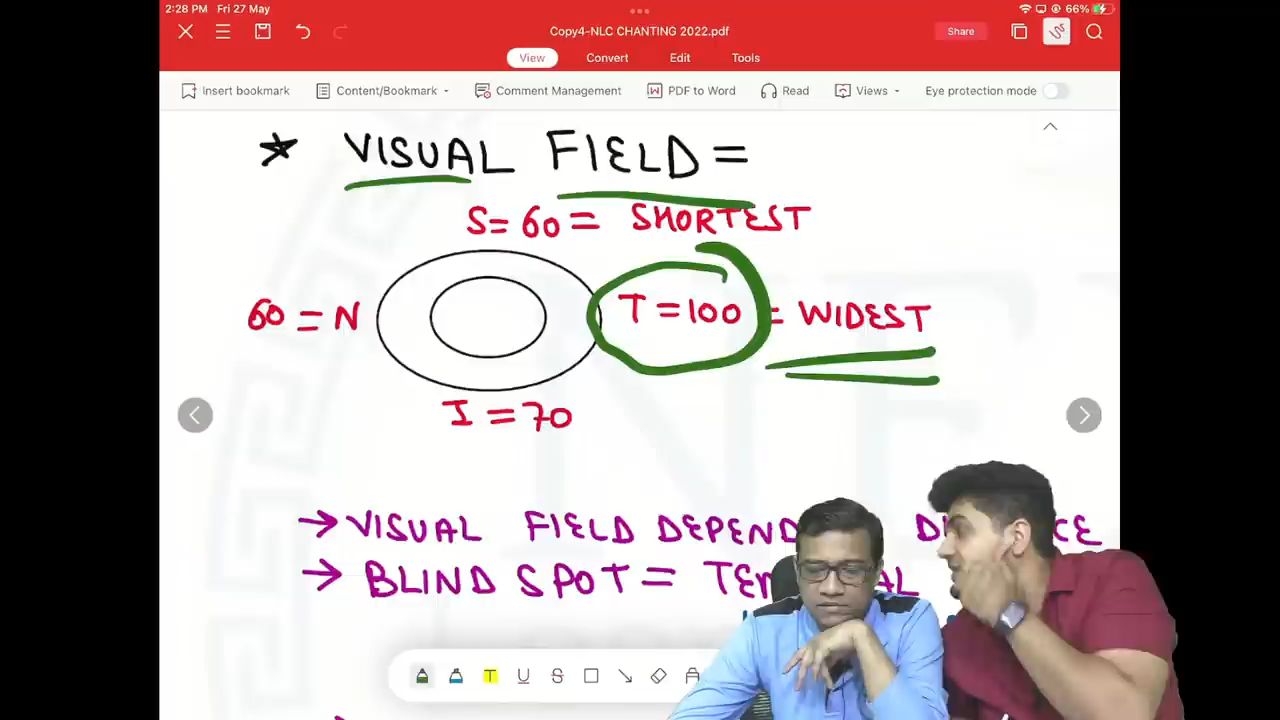 2:28 PM Fri 27 May
66%
Copy4-NLC CHANTING 2022.pdf
Share
View Convert Edit Tools
Insert bookmark Content/Bookmark Comment Management PDF to Word Read Views Eye protection mode
* VISUAL FIELD =
S = 60 = SHORTEST
60 = N T = 100 = WIDEST
I = 70
→ VISUAL FIELD
→ BLIND SPOT =
T U S